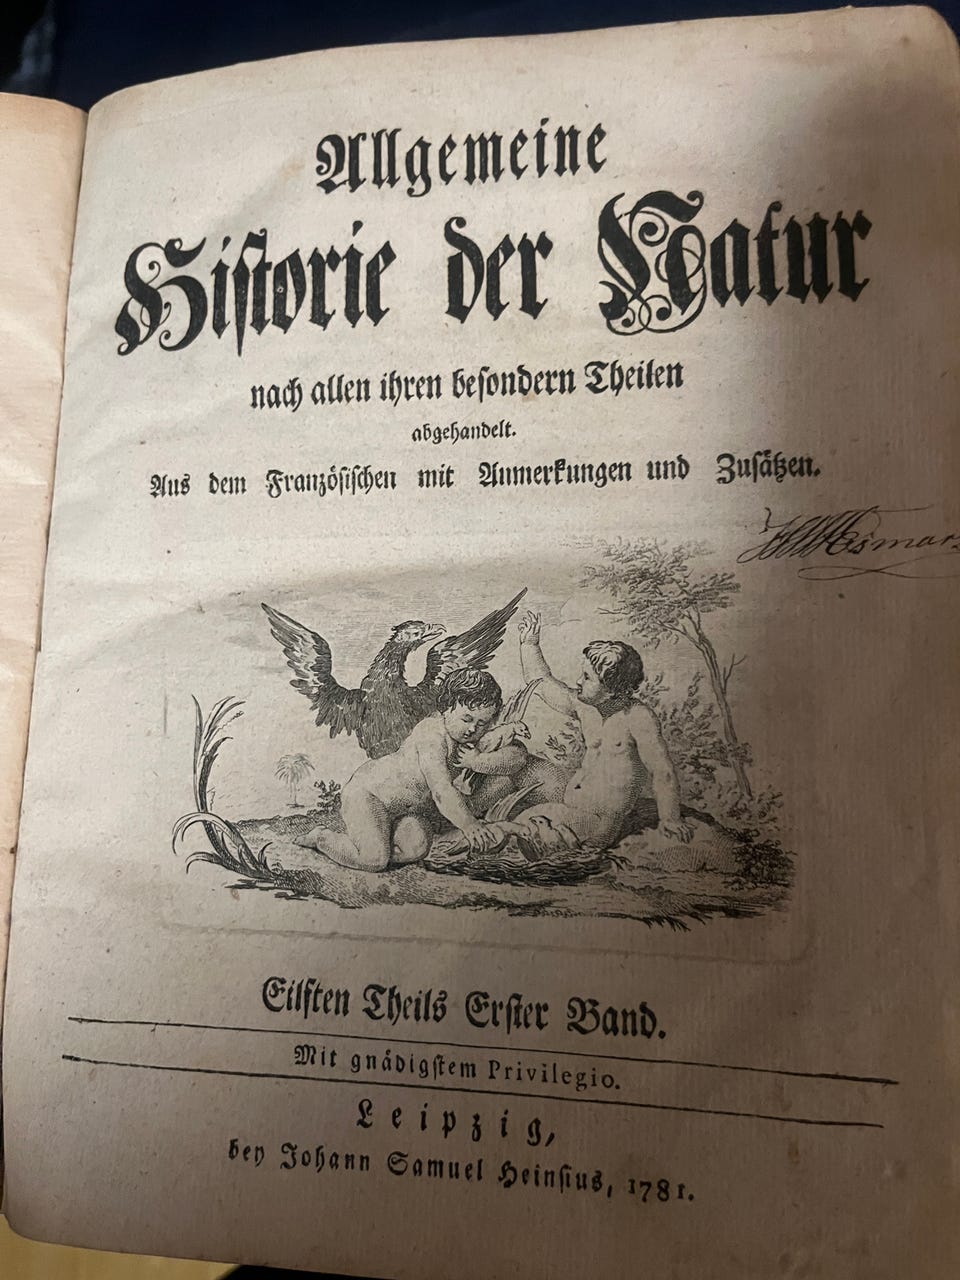 Allgemeine
Historie der Natur
nach allen ihren besondern Theilen
abgehandelt.
Aus dem Französischen mit Anmerkungen und Zusätzen.
Eilften Theils Erster Band.
Mit gnädigstem Privilegio.
Leipzig,
bey Johann Samuel Heinsius, 1781.